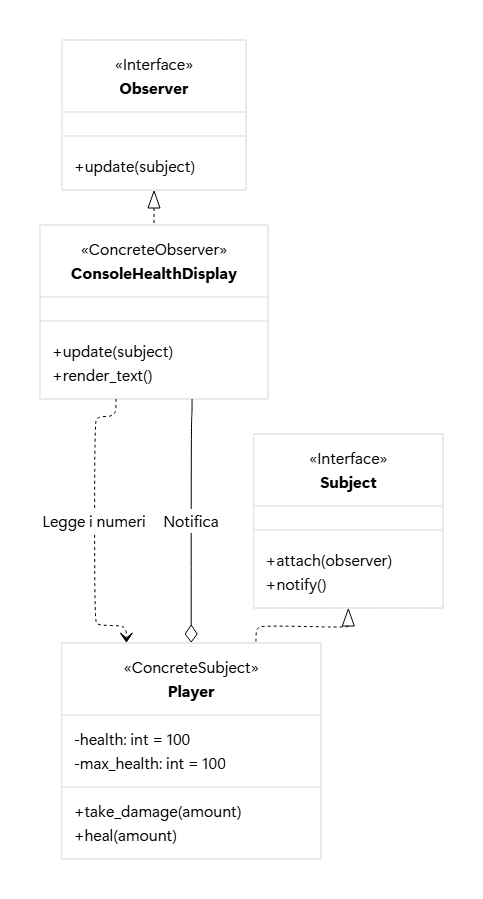 «Interface»
Observer
+update(subject)
«ConcreteObserver»
ConsoleHealthDisplay
+update(subject)
+render_text()
Legge i numeri
Notifica
«Interface»
Subject
+attach(observer)
+notify()
«ConcreteSubject»
Player
-health: int = 100
-max_health: int = 100
+take_damage(amount)
+heal(amount)